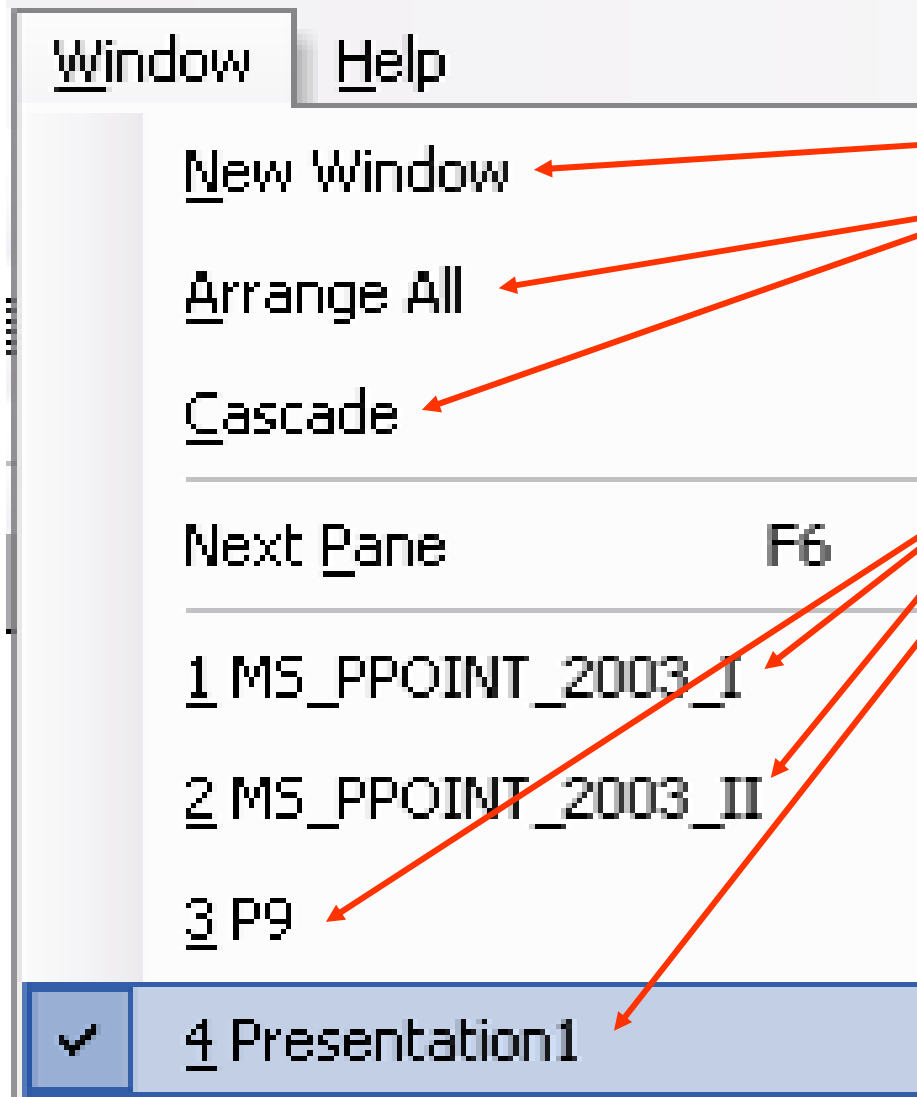 Window Help
New Window
Arrange All
Cascade
Next Pane F6
1 MS_PPOINT_2003_I
2 MS_PPOINT_2003_II
3 P9
4 Presentation1